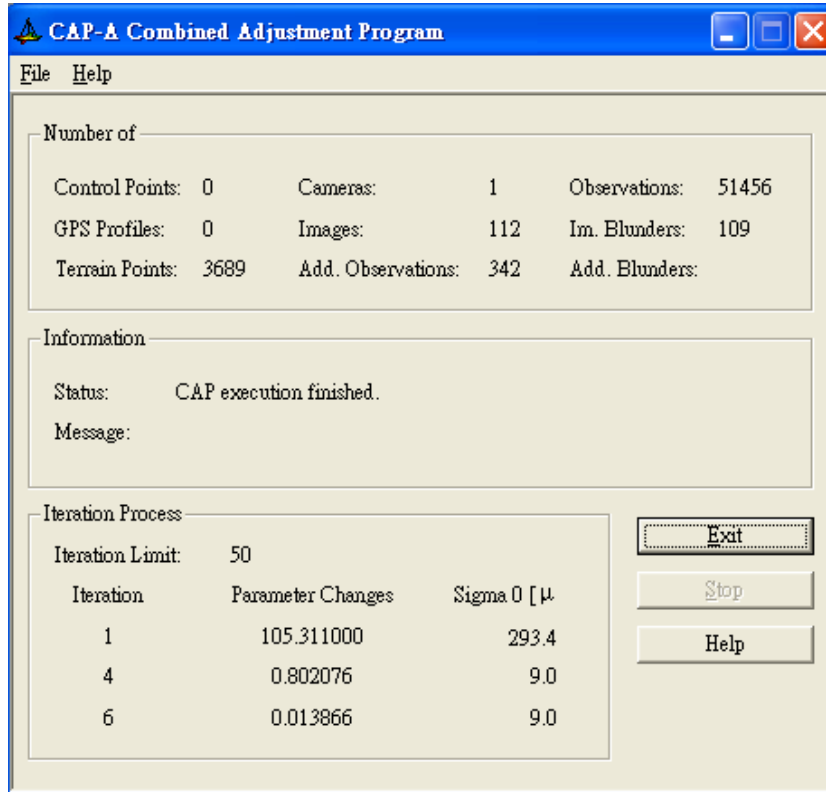 CAP-A Combined Adjustment Program
File Help
Number of
Control Points: 0 Cameras: 1 Observations: 51456
GPS Profiles: 0 Images: 112 Im. Blunders: 109
Terrain Points: 3689 Add. Observations: 342 Add. Blunders:
Information
Status: CAP execution finished.
Message:
Iteration Process
Iteration Limit: 50
Iteration Parameter Changes Sigma 0 [μ
1 105.311000 293.4
4 0.802076 9.0
6 0.013866 9.0
Exit
Stop
Help